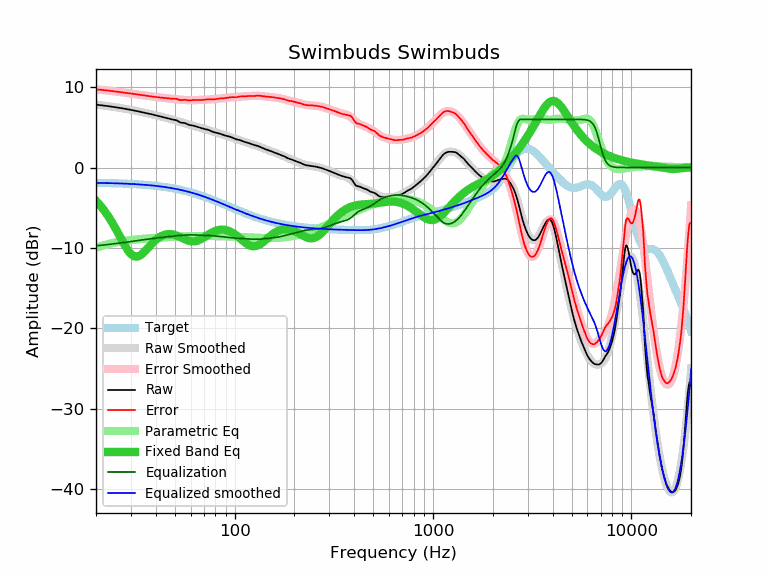 Swimbuds Swimbuds
10
0
−10
−20
−30
−40
Amplitude (dBr)
Target
Raw Smoothed
Error Smoothed
Raw
Error
Parametric Eq
Fixed Band Eq
Equalization
Equalized smoothed
100
1000
10000
Frequency (Hz)